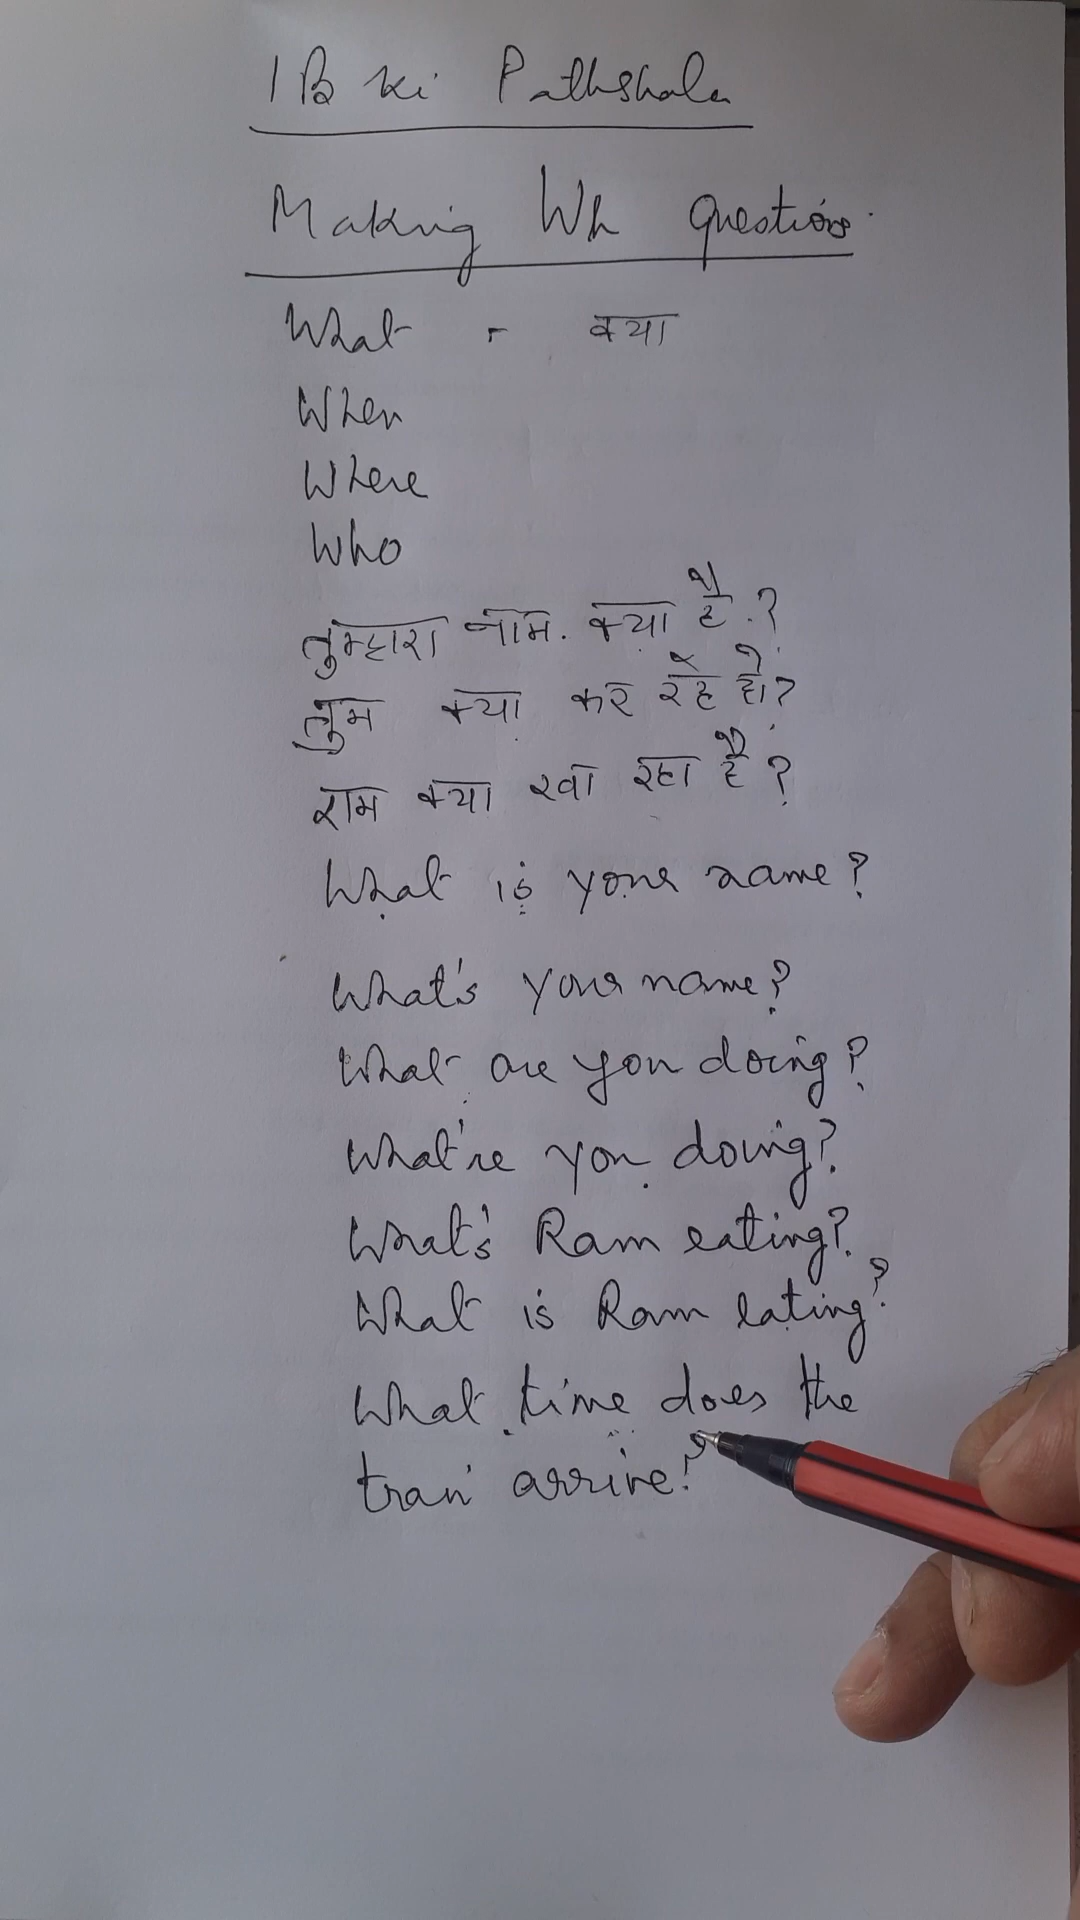 IB ki Pathshala
Making Wh Questions
What - क्या
When
Where
Who
तुम्हारा नाम क्या है ?
तुम क्या कर रहे हो?
राम क्या खा रहा है ?
What is your name?
What's your name?
What are you doing?
What're you doing?
What's Ram eating?
What is Ram eating?
What time does the
train arrive?